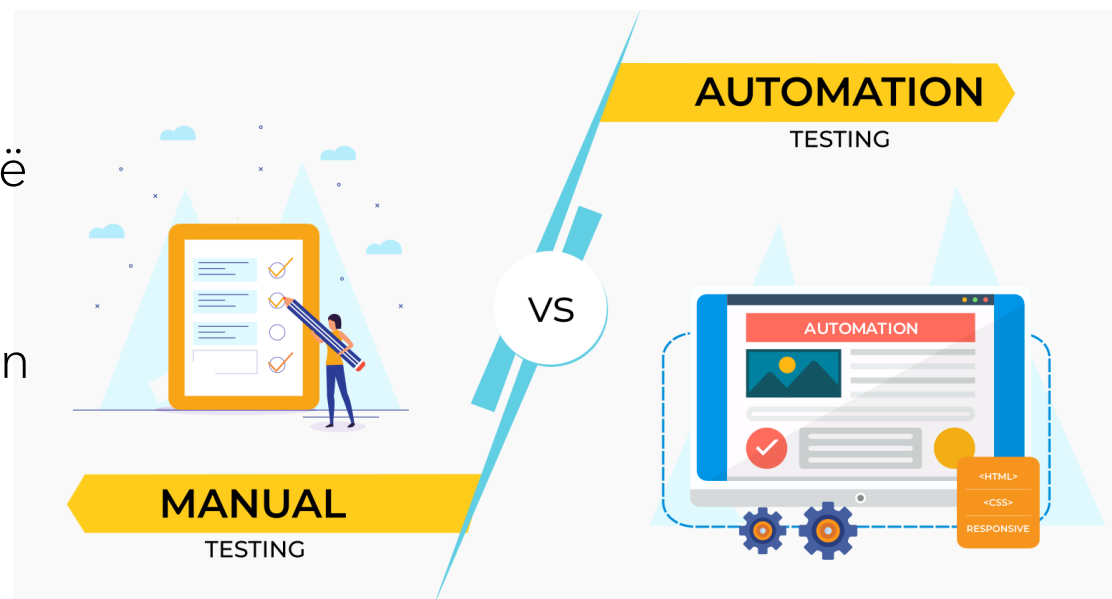 ë
n
MANUAL
TESTING
VS
AUTOMATION
TESTING
AUTOMATION
<HTML>
<CSS>
RESPONSIVE